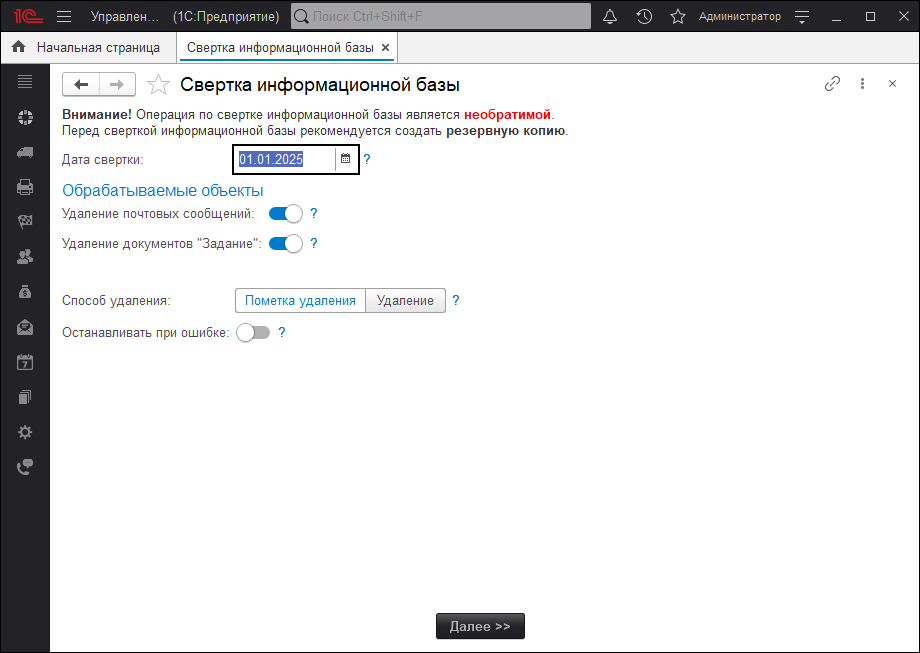 1С Управлен... (1С:Предприятие) Поиск Ctrl+Shift+F Администратор
Начальная страница Свертка информационной базы ×
Свертка информационной базы
Внимание! Операция по свертке информационной базы является необратимой.
Перед сверткой информационной базы рекомендуется создать резервную копию.
Дата свертки: 01.01.2025 ?
Обрабатываемые объекты
Удаление почтовых сообщений: ?
Удаление документов "Задание": ?
Способ удаления: Пометка удаления Удаление ?
Останавливать при ошибке: ?
7
Далее >>